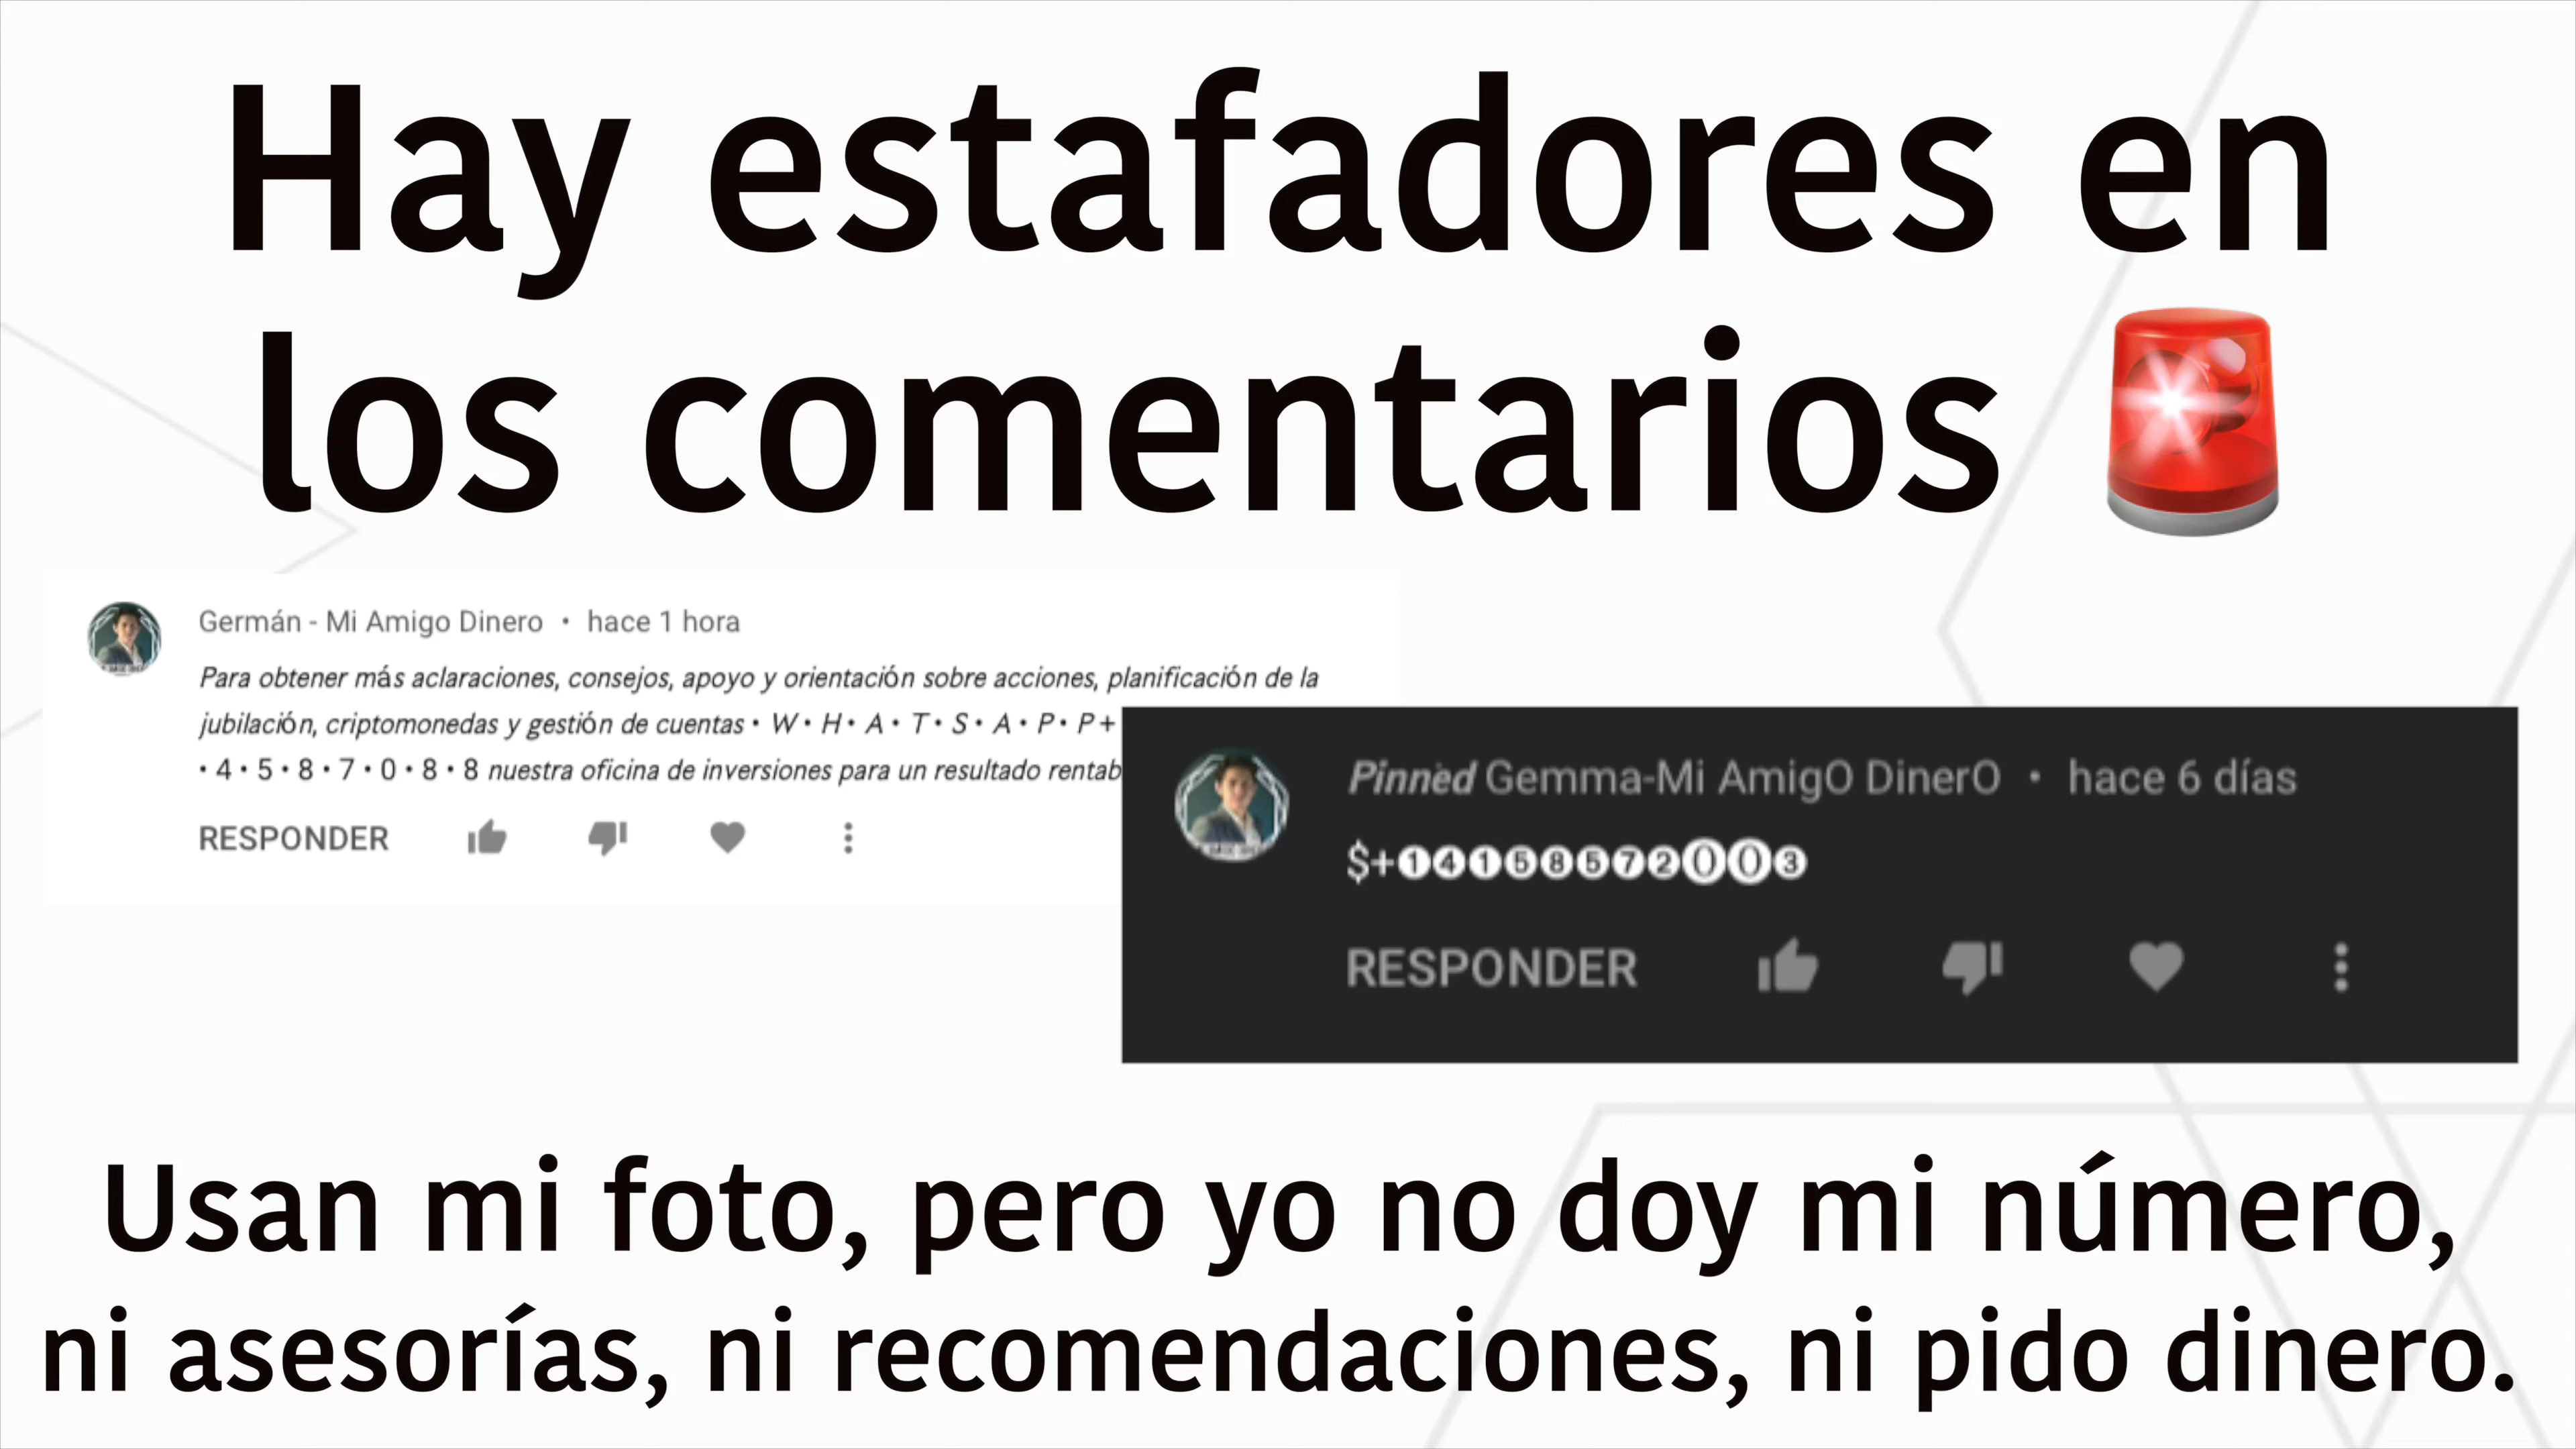 Hay estafadores en
los comentarios
Germán - Mi Amigo Dinero • hace 1 hora
Para obtener más aclaraciones, consejos, apoyo y orientación sobre acciones, planificación de la
jubilación, criptomonedas y gestión de cuentas • W • H • A • T • S • A • P • P +
• 4 • 5 • 8 • 7 • 0 • 8 • 8 nuestra oficina de inversiones para un resultado
RESPONDER
Pinnèd Gemma-Mi AmigO DinerO • hace 6 días
$+❶❹❶❺❽❺❼❷⓿⓿❸
RESPONDER
Usan mi foto, pero yo no doy mi número,
ni asesorías, ni recomendaciones, ni pido dinero.